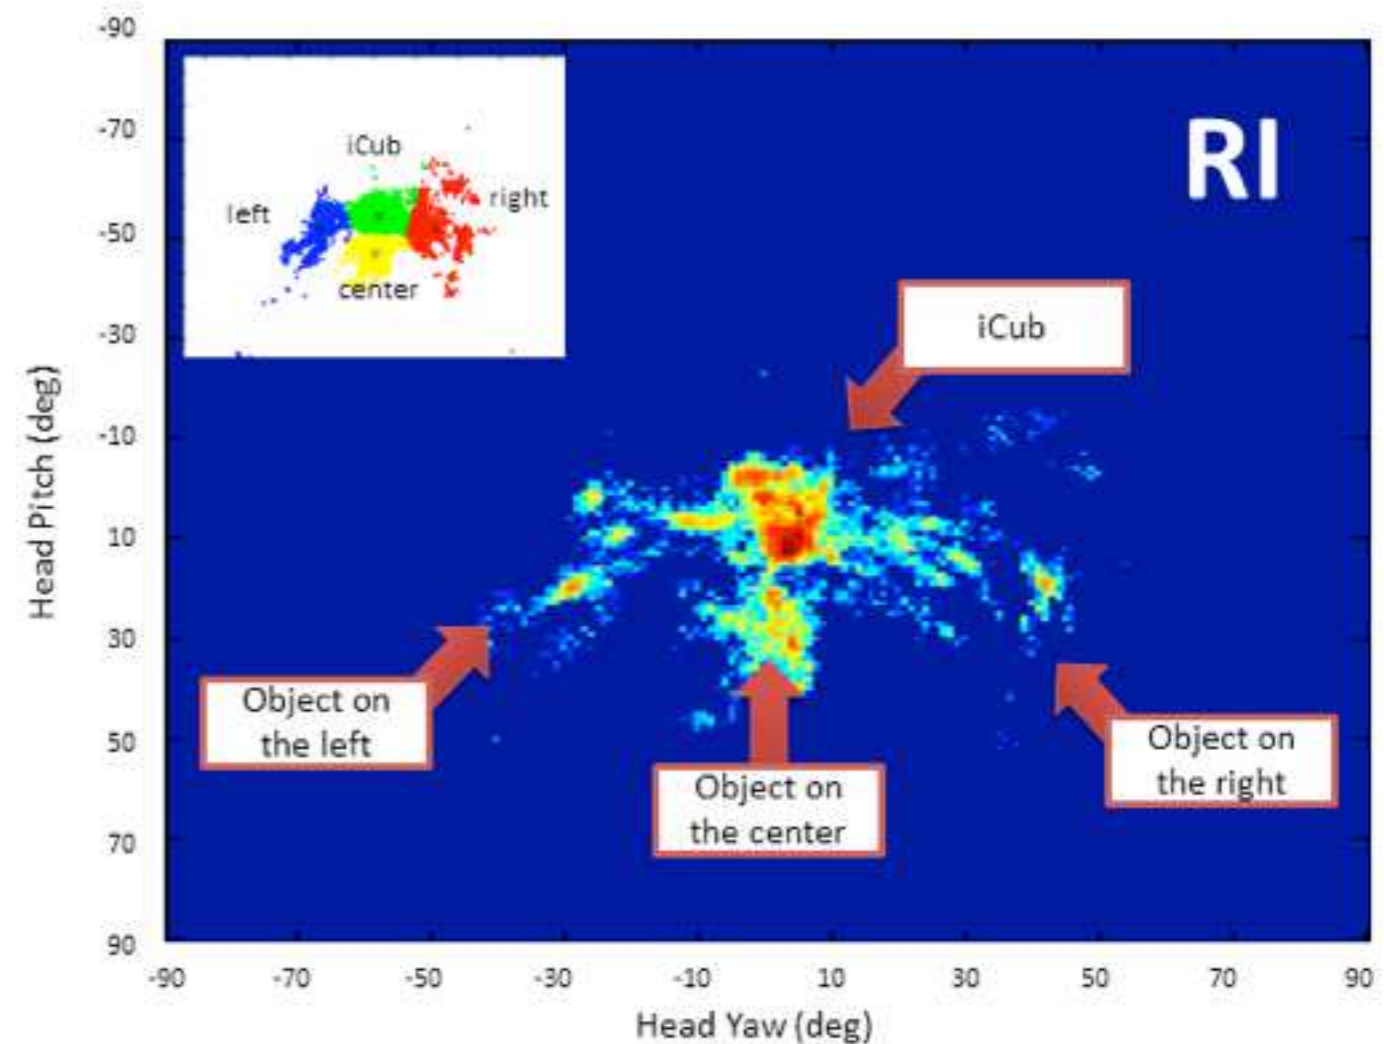 RI
iCub
left
right
center
iCub
Object on
the left
Object on
the center
Object on
the right
Head Pitch (deg)
-90
-70
-50
-30
-10
10
30
50
70
90
-90
-70
-50
-30
-10
10
30
50
70
90
Head Yaw (deg)